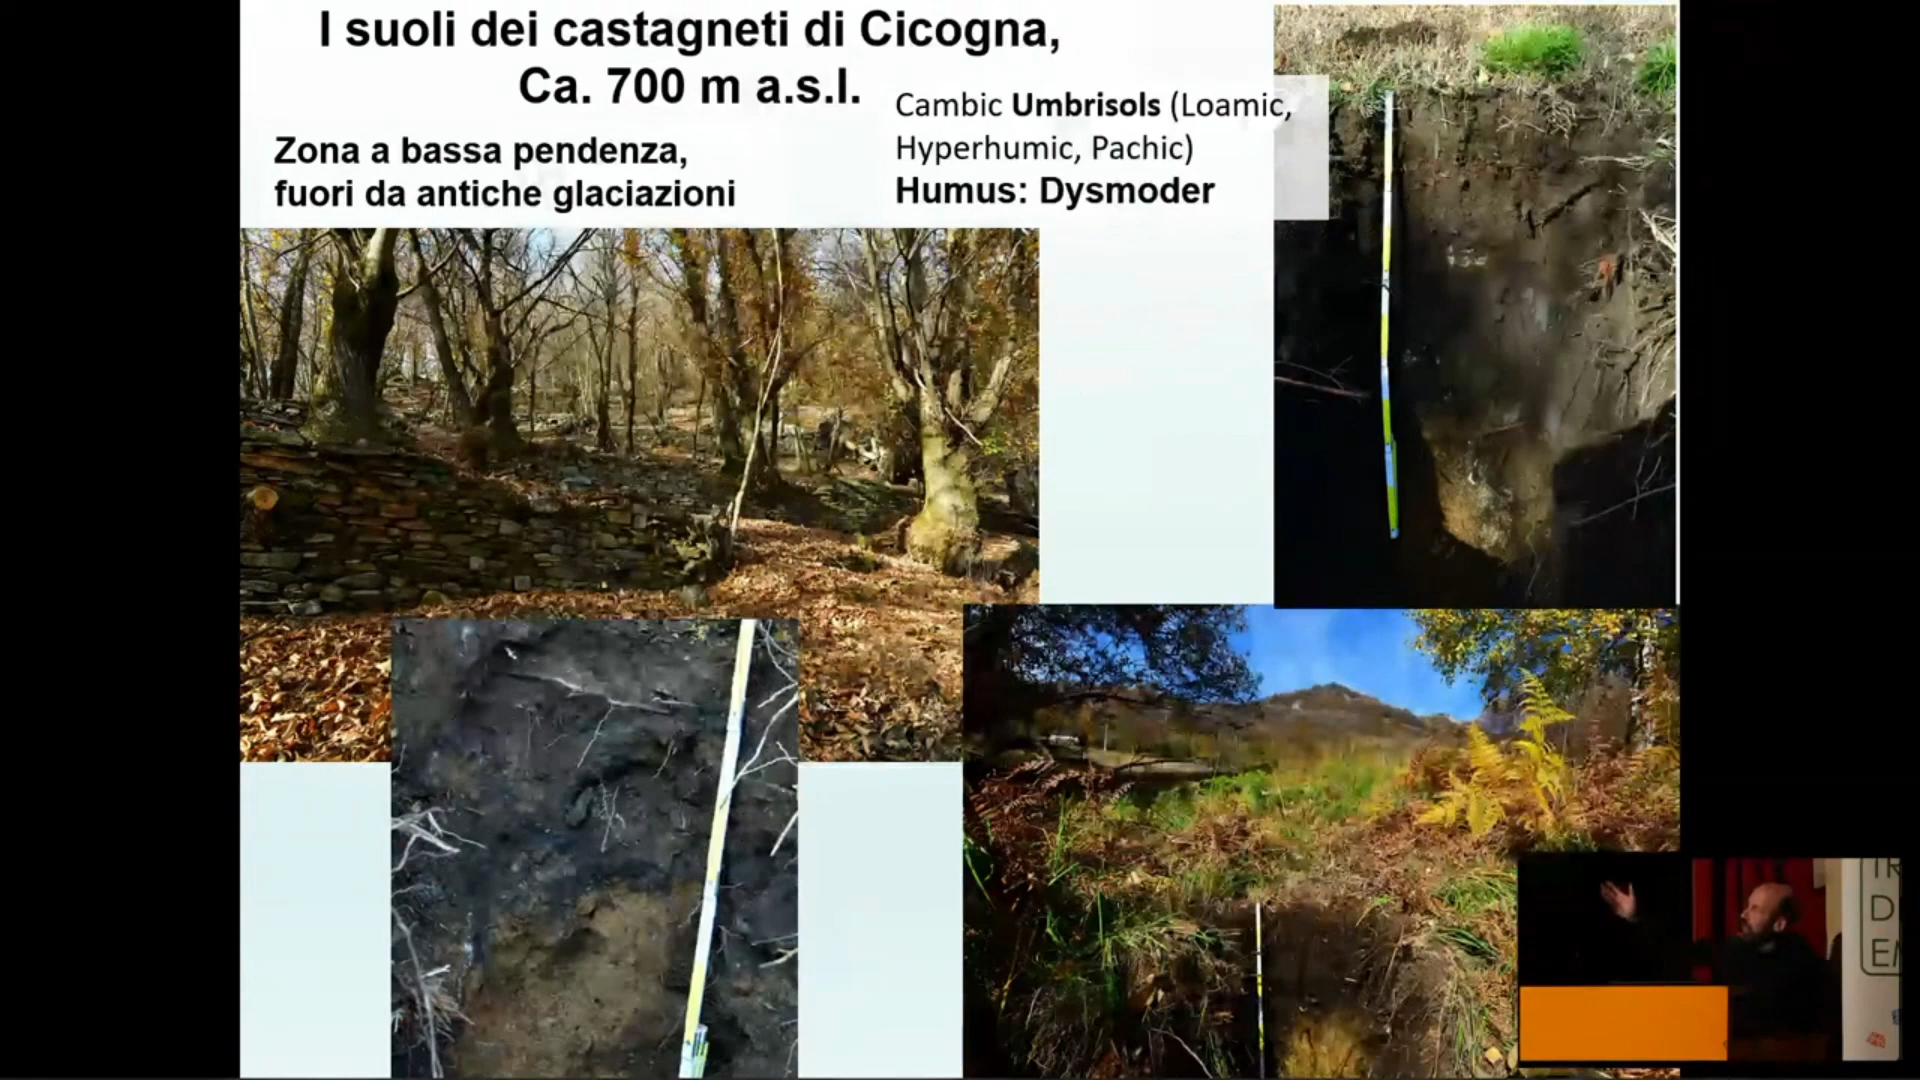 I suoli dei castagneti di Cicogna,
Ca. 700 m a.s.l.
Zona a bassa pendenza,
fuori da antiche glaciazioni
Cambic Umbrisols (Loamic,
Hyperhumic, Pachic)
Humus: Dysmoder